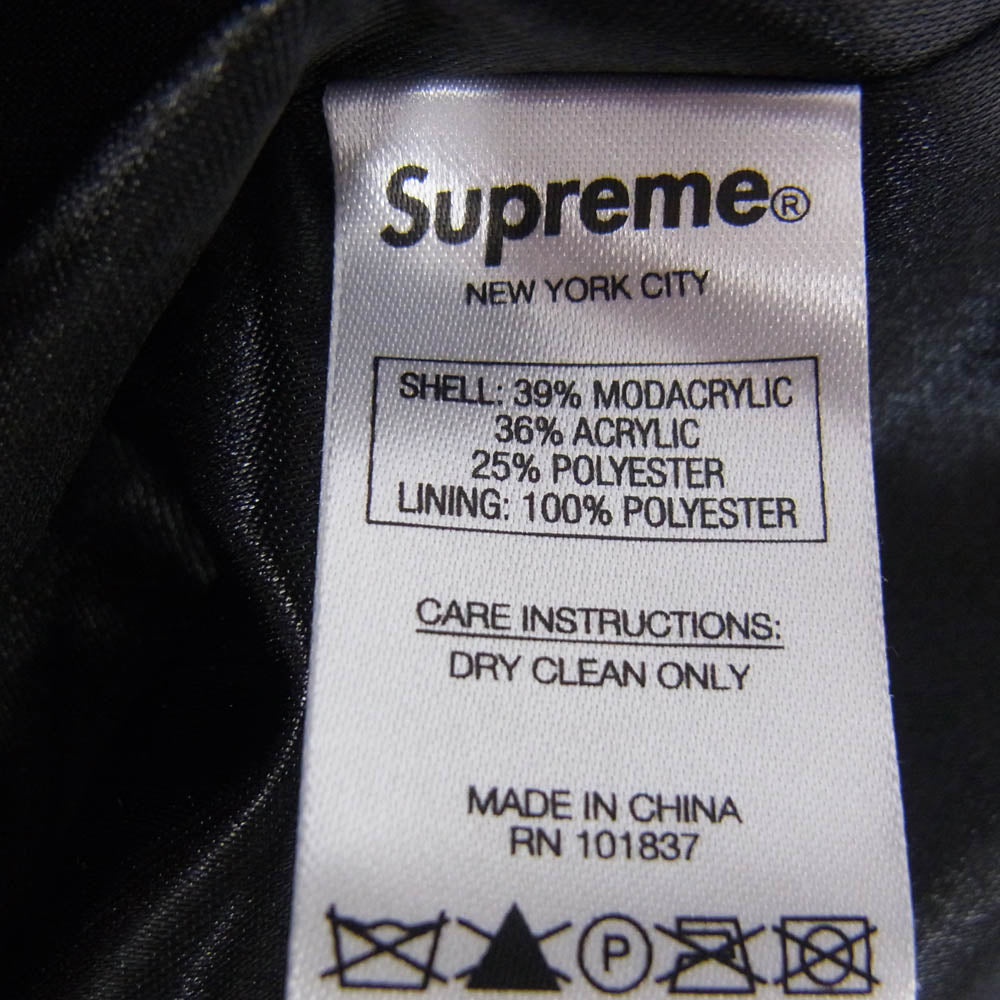 Supreme®
NEW YORK CITY
SHELL: 39% MODACRYLIC
36% ACRYLIC
25% POLYESTER
LINING: 100% POLYESTER
CARE INSTRUCTIONS:
DRY CLEAN ONLY
MADE IN CHINA
RN 101837
P